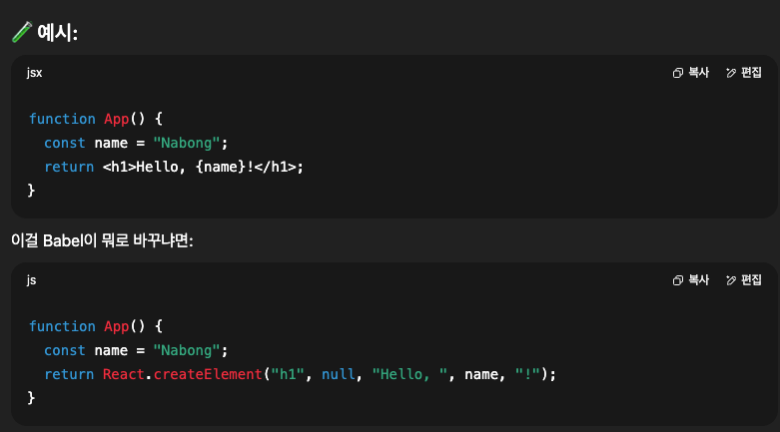 🧪 예시:
jsx 복사 편집
function App() {
  const name = "Nabong";
  return <h1>Hello, {name}!</h1>;
}
이걸 Babel이 뭐로 바꾸냐면:
js 복사 편집
function App() {
  const name = "Nabong";
  return React.createElement("h1", null, "Hello, ", name, "!");
}